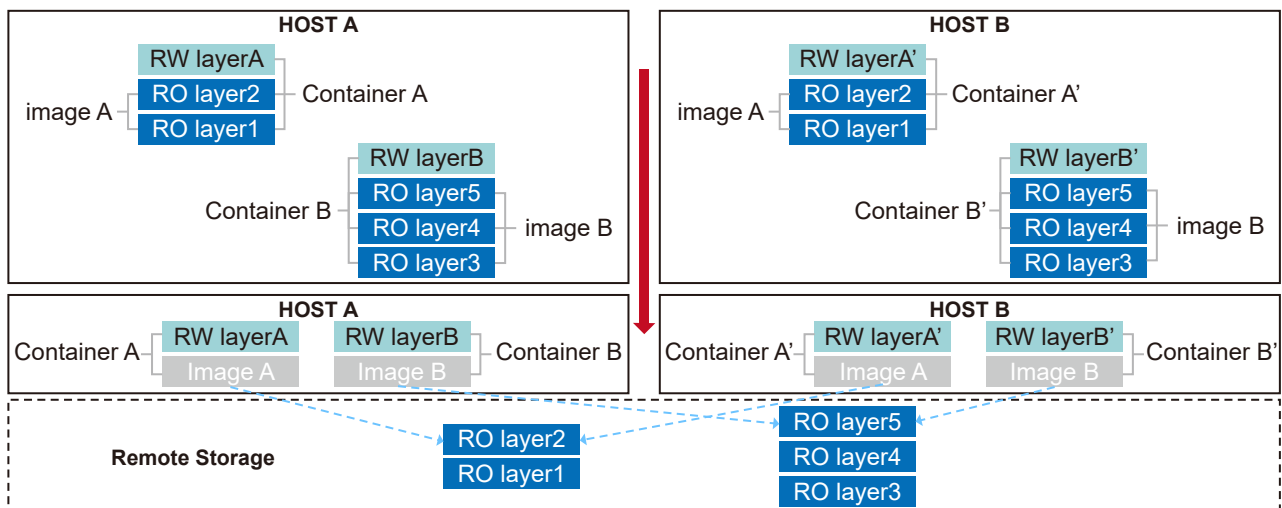 HOST A
RW layerA
RO layer2
RO layer1
image A
Container A
RW layerB
RO layer5
RO layer4
RO layer3
Container B
image B
HOST B
RW layerA’
RO layer2
RO layer1
image A
Container A’
RW layerB’
RO layer5
RO layer4
RO layer3
Container B’
image B
HOST A
Container A
RW layerA
Image A
RW layerB
Image B
Container B
HOST B
Container A’
RW layerA’
Image A
RW layerB’
Image B
Container B’
Remote Storage
RO layer2
RO layer1
RO layer5
RO layer4
RO layer3